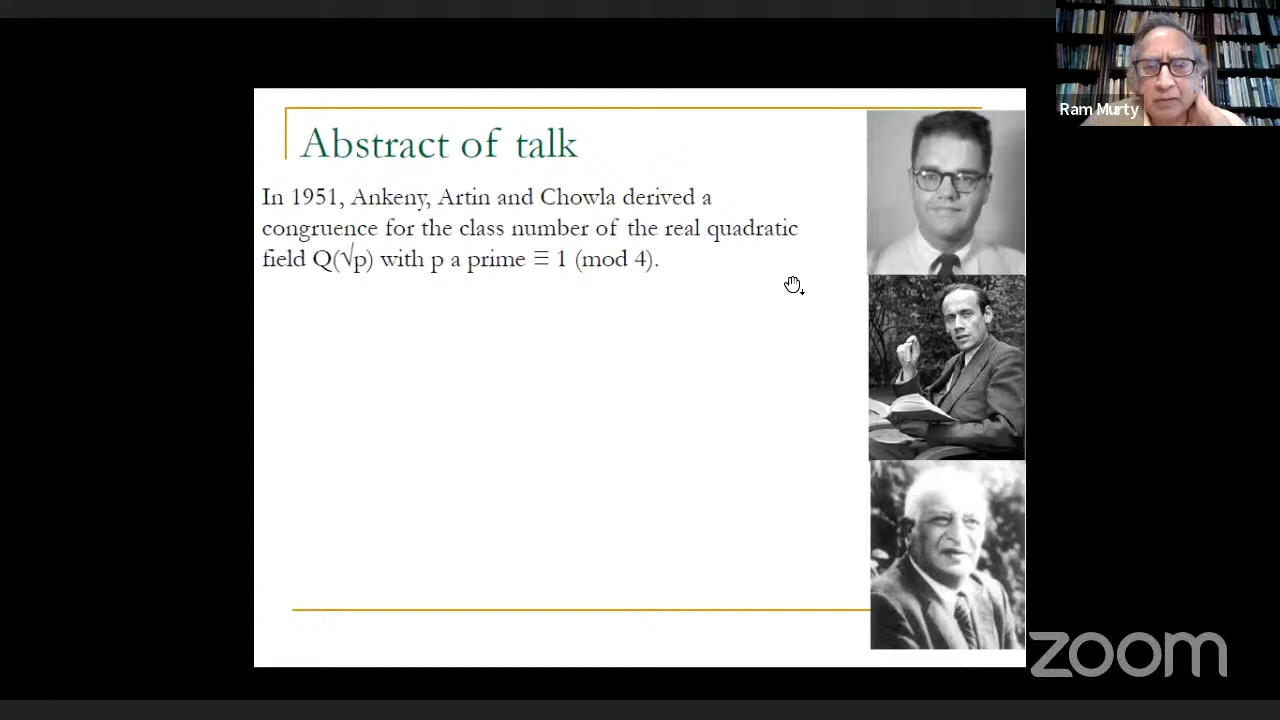 Abstract of talk
In 1951, Ankeny, Artin and Chowla derived a
congruence for the class number of the real quadratic
field Q(√p) with p a prime ≡ 1 (mod 4).
Ram Murty
zoom